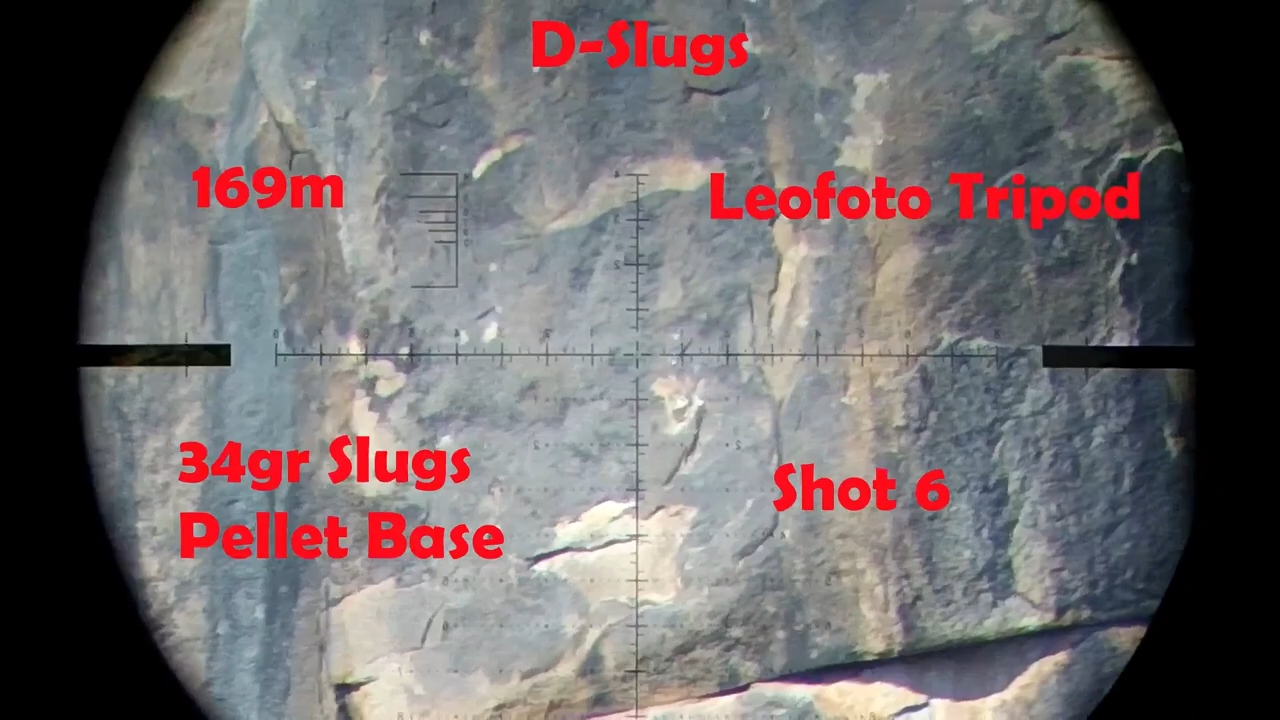 D-Slugs
169m
Leofoto Tripod
34gr Slugs
Pellet Base
Shot 6